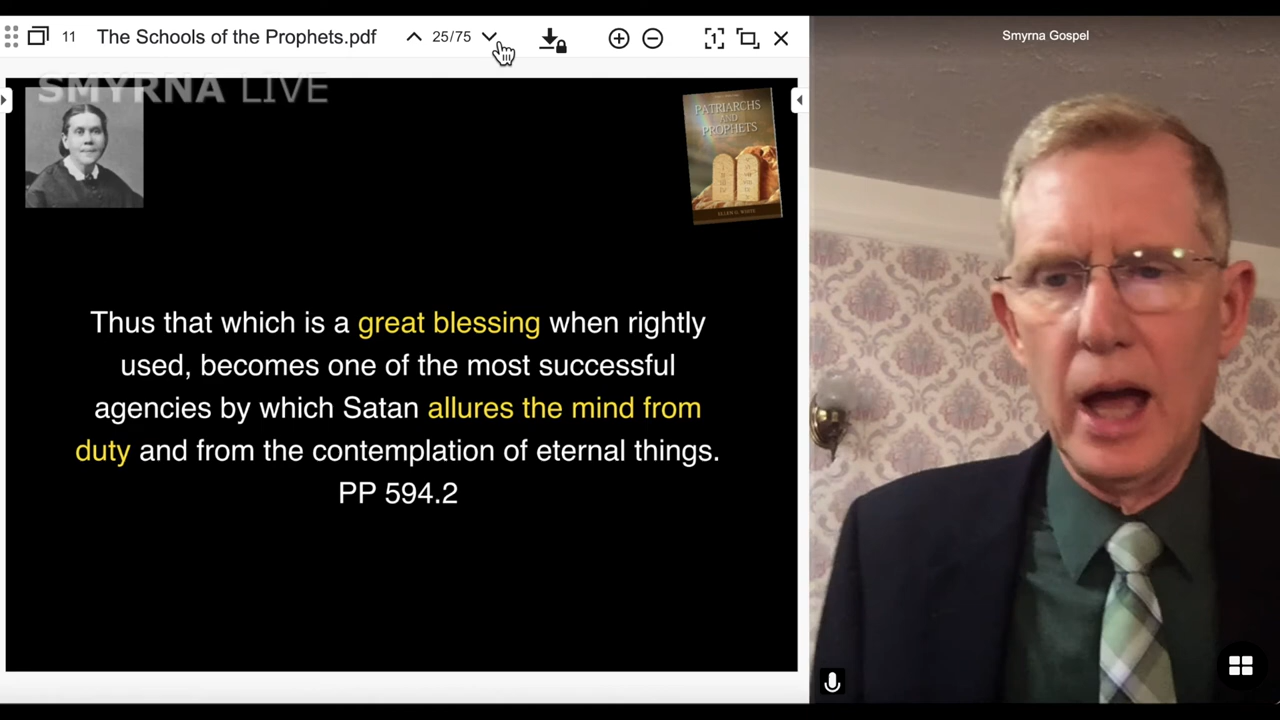 11 The Schools of the Prophets.pdf 25/75
SMYRNA LIVE
PATRIARCHS
AND
PROPHETS
ELLEN G. WHITE
Thus that which is a great blessing when rightly
used, becomes one of the most successful
agencies by which Satan allures the mind from
duty and from the contemplation of eternal things.
PP 594.2
Smyrna Gospel